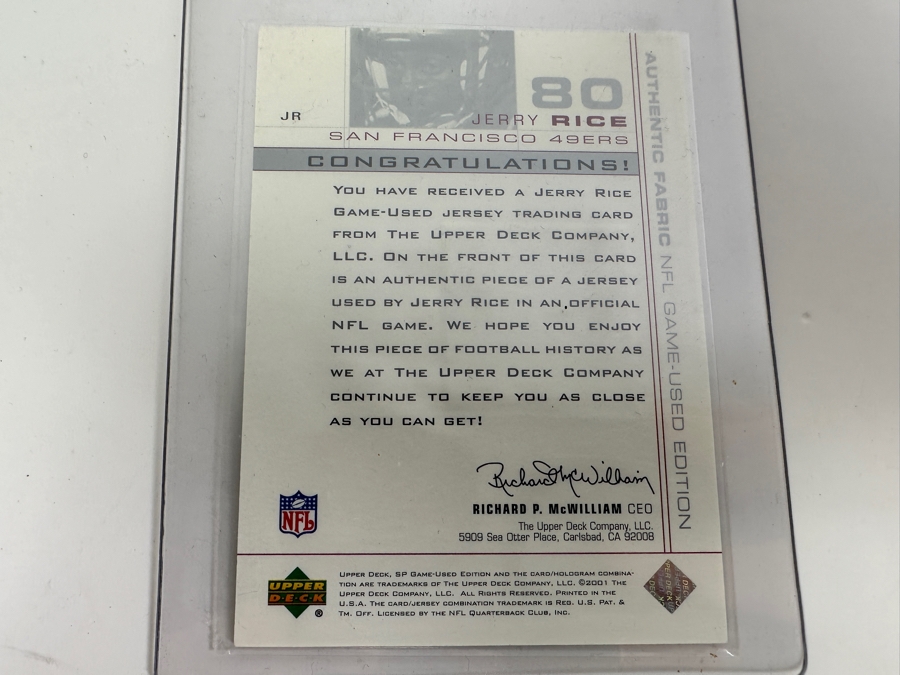 80
JR
JERRY RICE
SAN FRANCISCO 49ERS
CONGRATULATIONS!
YOU HAVE RECEIVED A JERRY RICE
GAME-USED JERSEY TRADING CARD
FROM THE UPPER DECK COMPANY,
LLC. ON THE FRONT OF THIS CARD
IS AN AUTHENTIC PIECE OF A JERSEY
USED BY JERRY RICE IN AN OFFICIAL
NFL GAME. WE HOPE YOU ENJOY
THIS PIECE OF FOOTBALL HISTORY AS
WE AT THE UPPER DECK COMPANY
CONTINUE TO KEEP YOU AS CLOSE
AS YOU CAN GET!
Richard McWilliam
RICHARD P. McWILLIAM CEO
The Upper Deck Company, LLC.
5909 Sea Otter Place, Carlsbad, CA 92008
AUTHENTIC FABRIC NFL GAME-USED EDITION
NFL
UPPER
D·E·C·K
®
UPPER DECK, SP GAME-USED EDITION AND THE CARD/HOLOGRAM COMBINA-
TION ARE TRADEMARKS OF THE UPPER DECK COMPANY, LLC. ©2001 THE
UPPER DECK COMPANY, LLC. ALL RIGHTS RESERVED. PRINTED IN THE
U.S.A. THE CARD/JERSEY COMBINATION TRADEMARK IS REG. U.S. PAT. &
TM. OFF. LICENSED BY THE NFL QUARTERBACK CLUB, INC.